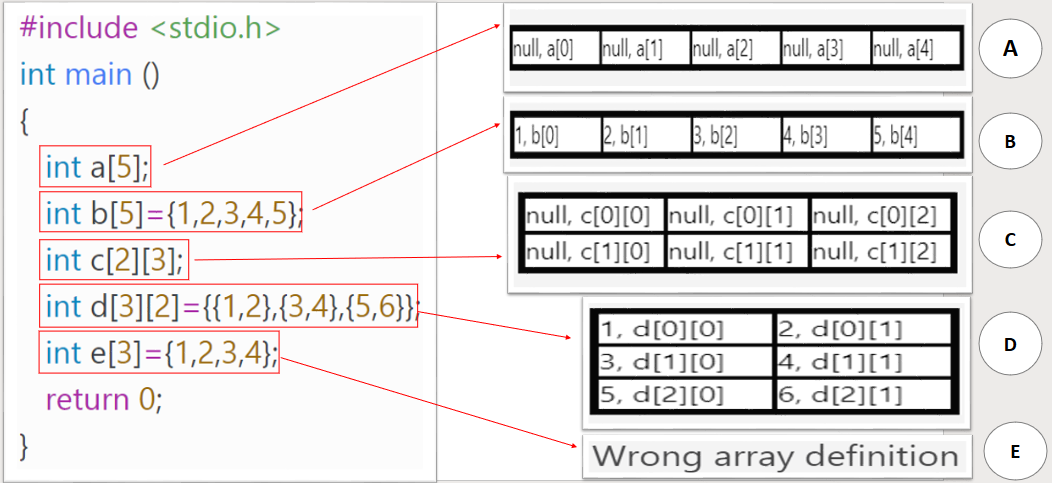 #include <stdio.h>
int main ()
{
int a[5];
int b[5]={1,2,3,4,5};
int c[2][3];
int d[3][2]={{1,2},{3,4},{5,6}};
int e[3]={1,2,3,4};
return 0;
}
null, a[0] null, a[1] null, a[2] null, a[3] null, a[4]
A
1, b[0] 2, b[1] 3, b[2] 4, b[3] 5, b[4]
B
null, c[0][0] null, c[0][1] null, c[0][2]
null, c[1][0] null, c[1][1] null, c[1][2]
C
1, d[0][0] 2, d[0][1]
3, d[1][0] 4, d[1][1]
5, d[2][0] 6, d[2][1]
D
Wrong array definition
E